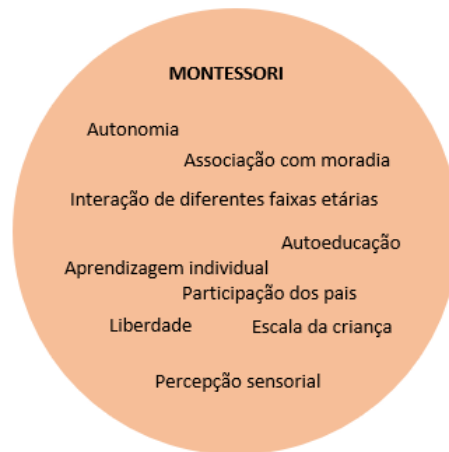 MONTESSORI
Autonomia
Associação com moradia
Interação de diferentes faixas etárias
Autoeducação
Aprendizagem individual
Participação dos pais
Liberdade
Escala da criança
Percepção sensorial